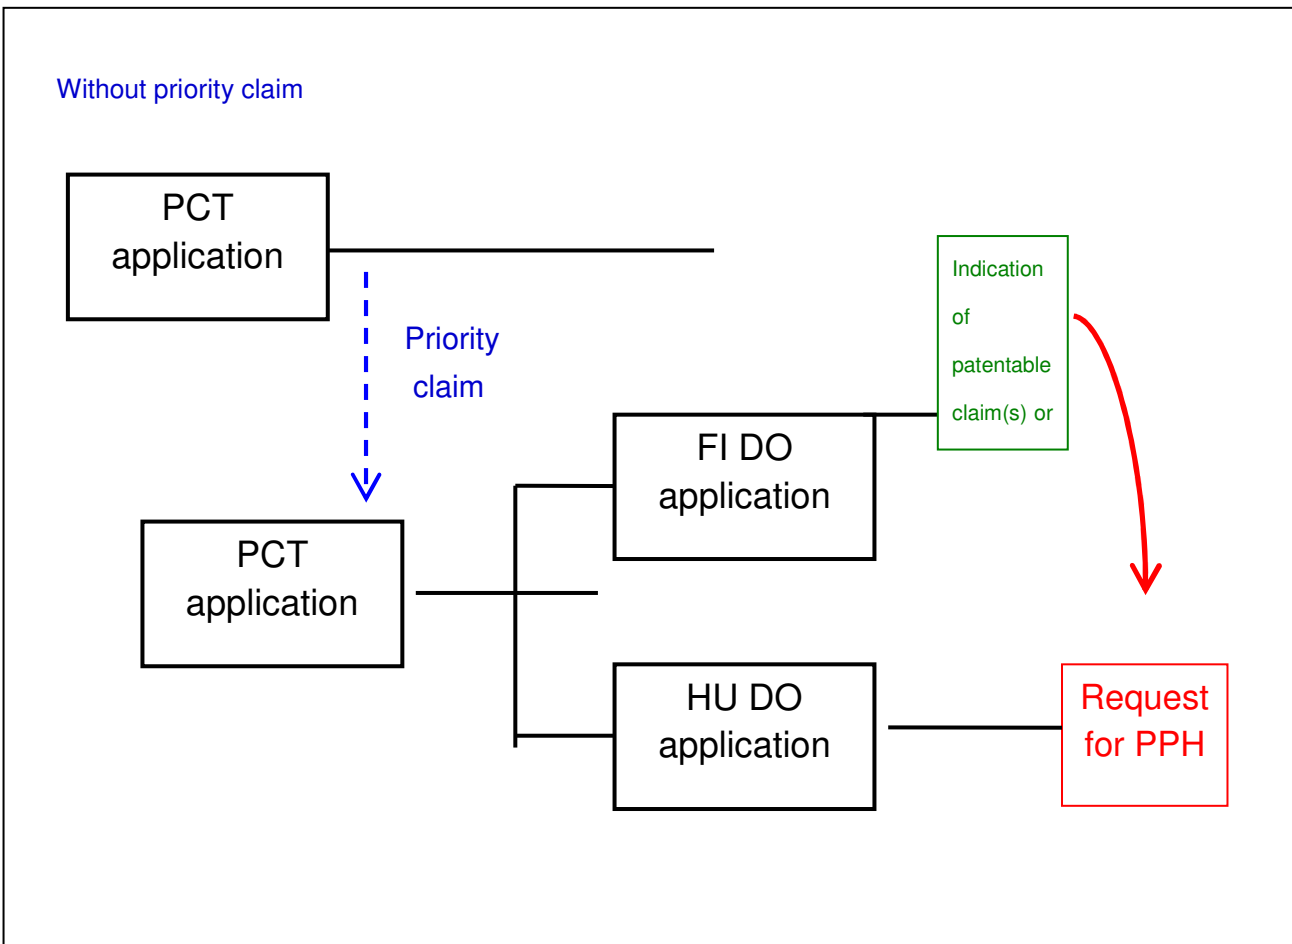 Without priority claim
PCT
application
Priority
claim
Indication
of
patentable
claim(s) or
FI DO
application
PCT
application
HU DO
application
Request
for PPH